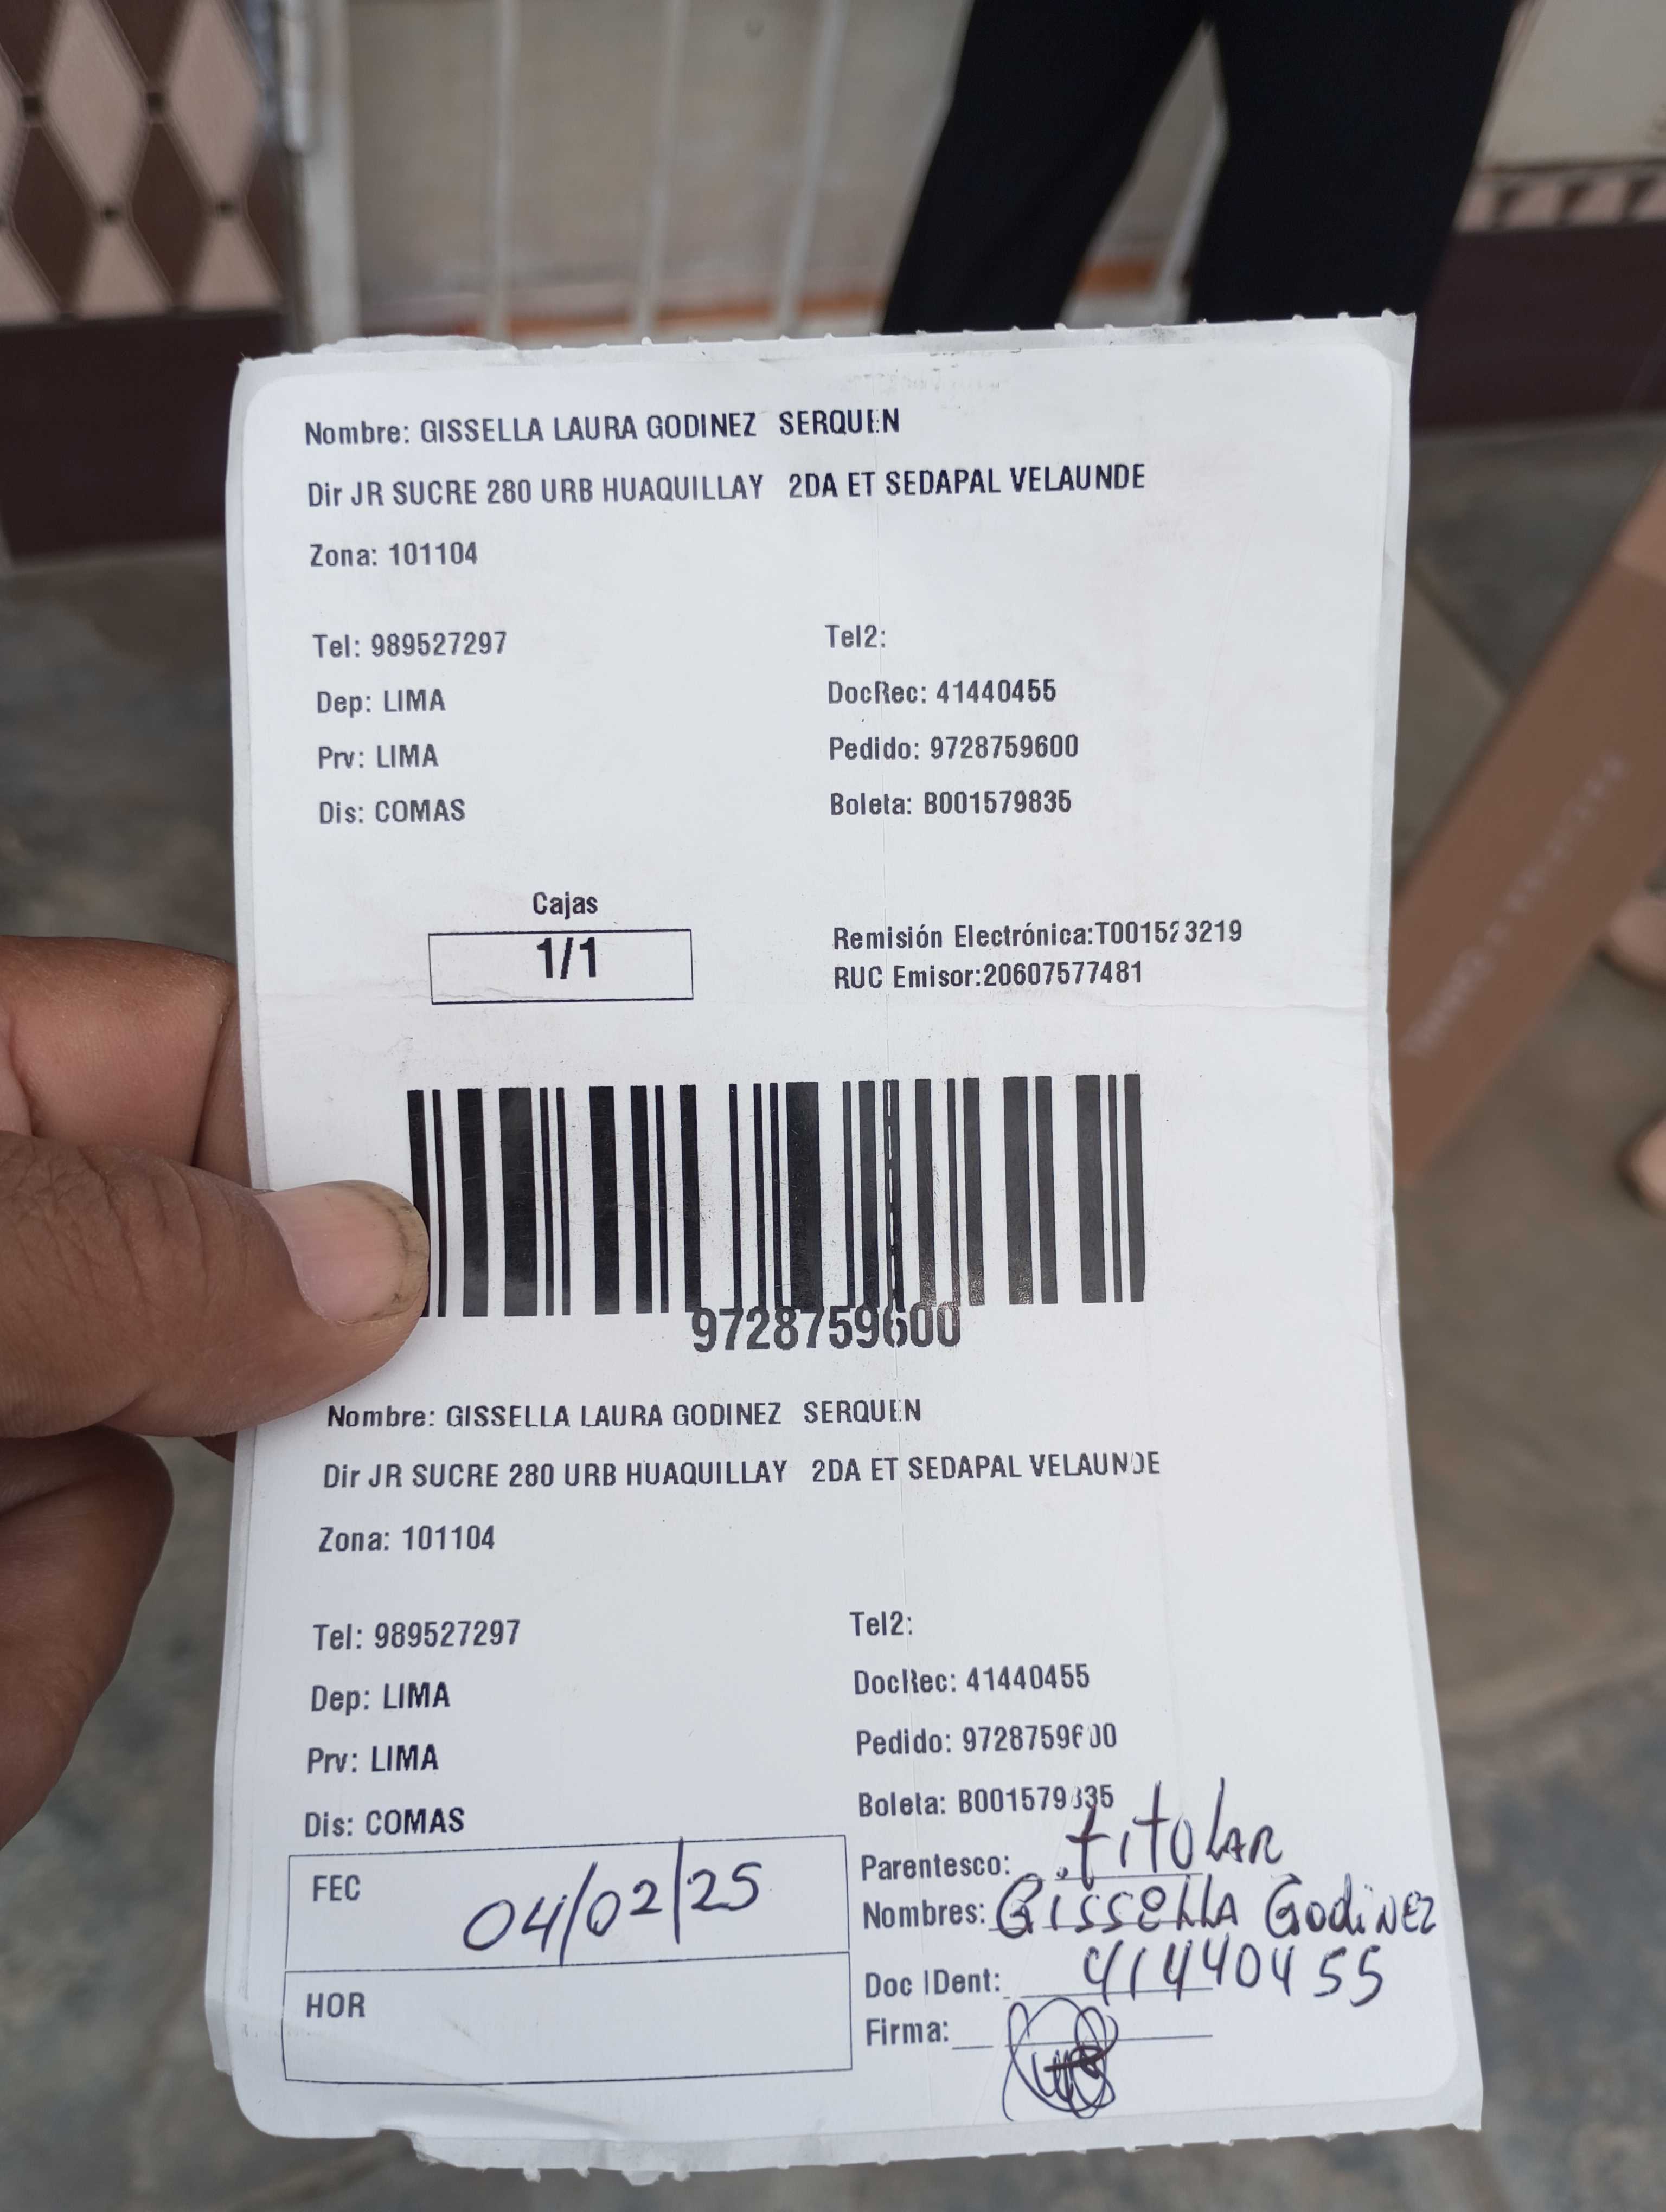 Nombre: GISSELLA LAURA GODINEZ SERQUEN
Dir JR SUCRE 280 URB HUAQUILLAY 2DA ET SEDAPAL VELAUNDE
Zona: 101104
Tel: 989527297
Tel2:
Dep: LIMA
DocRec: 41440455
Prv: LIMA
Pedido: 9728759600
Dis: COMAS
Boleta: B001579835
Cajas
1/1
Remisión Electrónica:T001523219
RUC Emisor:20607577481
9728759600
Nombre: GISSELLA LAURA GODINEZ SERQUEN
Dir JR SUCRE 280 URB HUAQUILLAY 2DA ET SEDAPAL VELAUNDE
Zona: 101104
Tel: 989527297
Tel2:
Dep: LIMA
DocRec: 41440455
Prv: LIMA
Pedido: 9728759600
Dis: COMAS
Boleta: B001579835
FEC 04/02/25
HOR
Parentesco: titular
Nombres: Gissella Godinez
Doc IDent: 41440455
Firma: